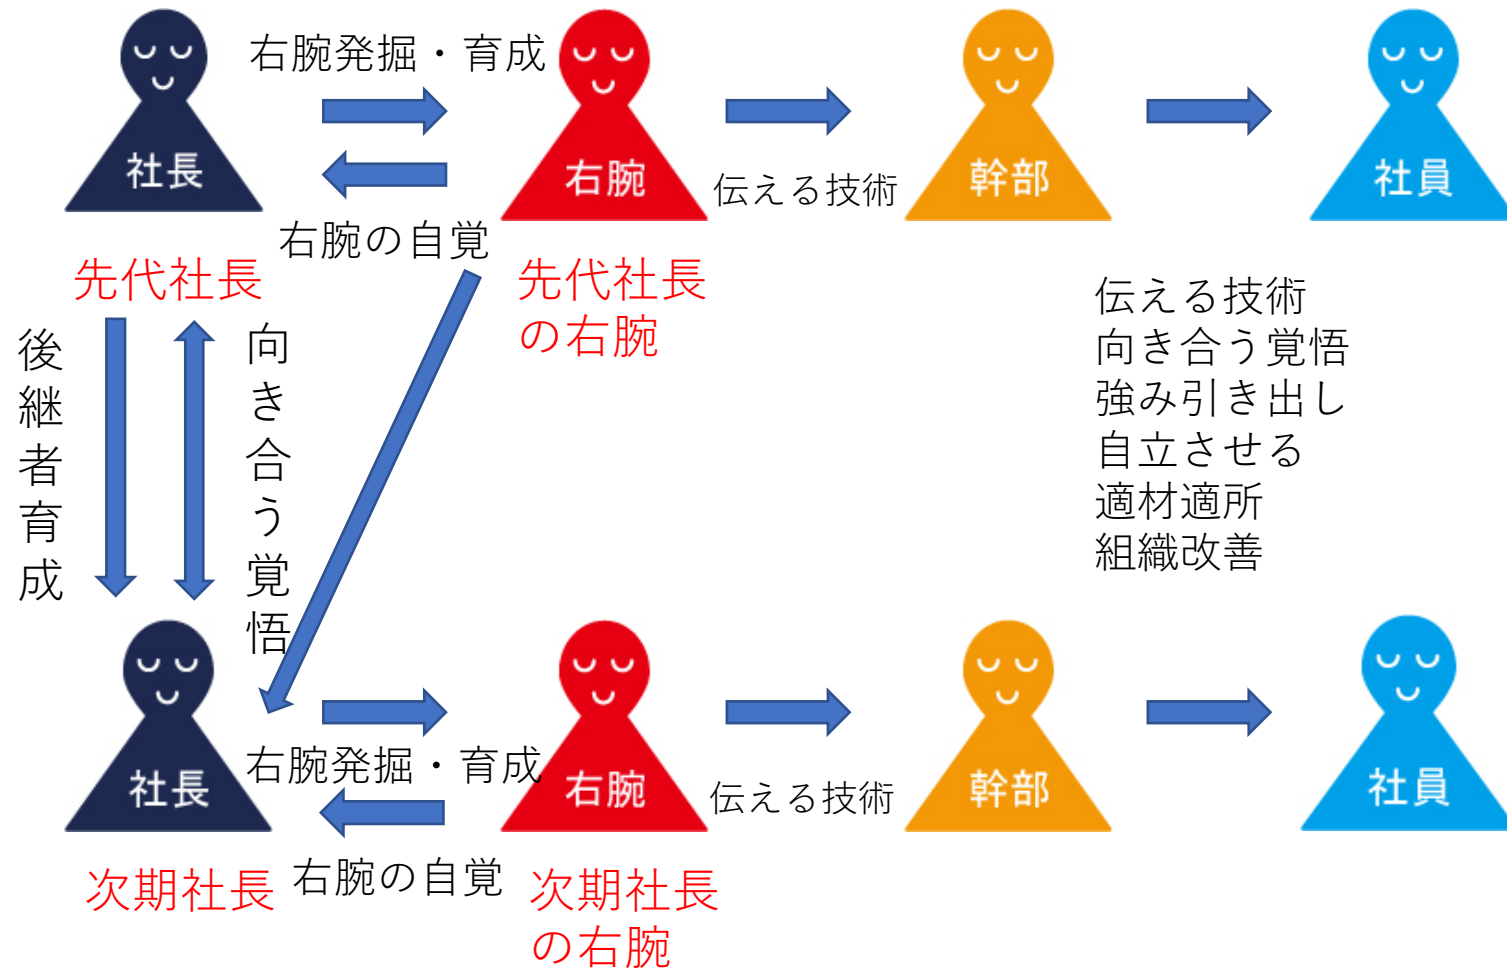 右腕発掘・育成
社長
右腕
幹部
社員
伝える技術
右腕の自覚
先代社長
先代社長
の右腕
後継者育成
向き合う覚悟
伝える技術
向き合う覚悟
強み引き出し
自立させる
適材適所
組織改善
右腕発掘・育成
社長
右腕
幹部
社員
伝える技術
右腕の自覚
次期社長
次期社長
の右腕